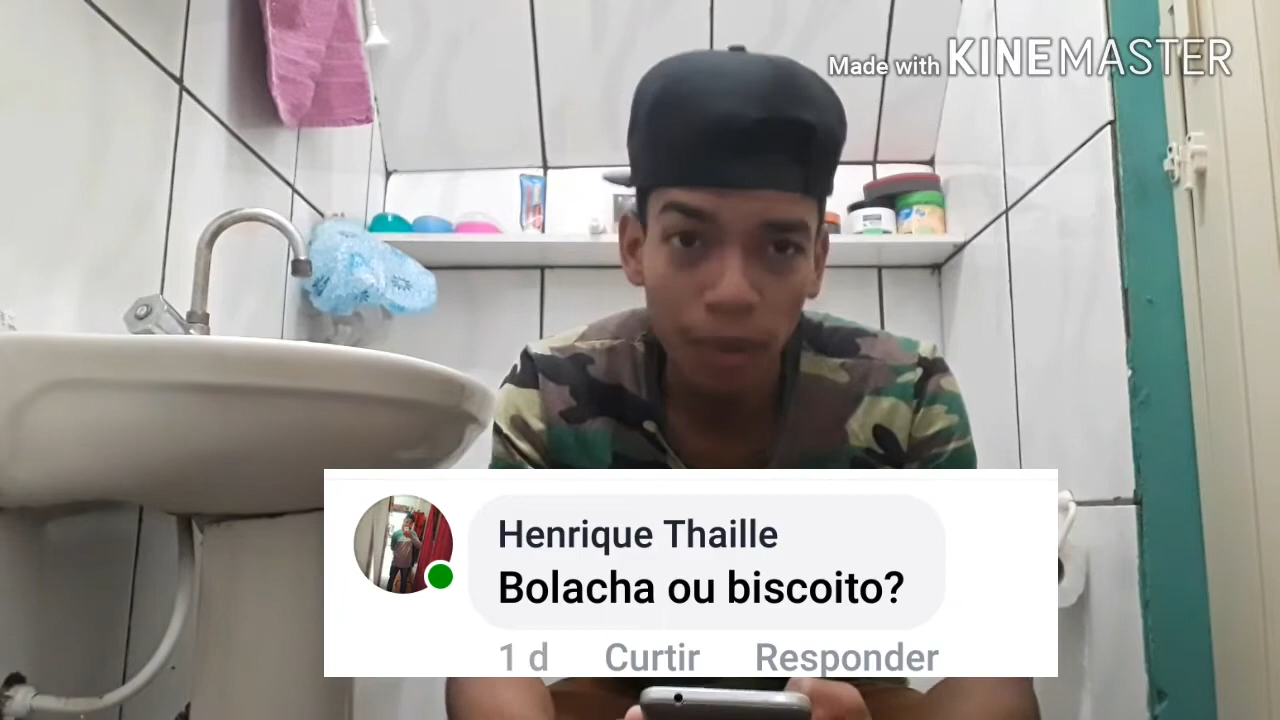 Made with KINEMASTER
Henrique Thaille
Bolacha ou biscoito?
1 d Curtir Responder